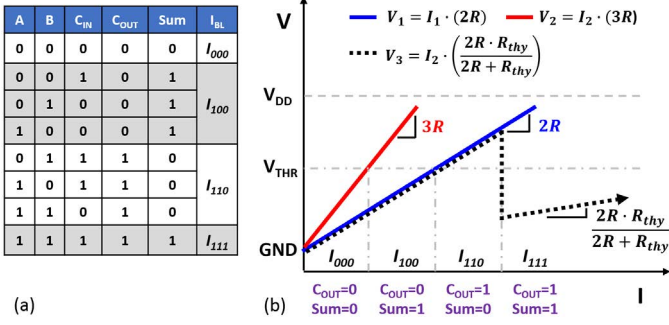 A B C_IN C_OUT Sum I_BL
0 0 0 0 0 I_000
0 0 1 0 1
0 1 0 0 1 I_100
1 0 0 0 1
0 1 1 1 0
1 0 1 1 0 I_110
1 1 0 1 0
1 1 1 1 1 I_111
(a)
V
V_1 = I_1 · (2R) V_2 = I_2 · (3R)
V_3 = I_2 · (2R · R_thy / 2R + R_thy)
V_DD
3R 2R
V_THR
2R · R_thy
2R + R_thy
GND
I_000 I_100 I_110 I_111
I
C_OUT=0 C_OUT=0 C_OUT=1 C_OUT=1
Sum=0 Sum=1 Sum=0 Sum=1
(b)